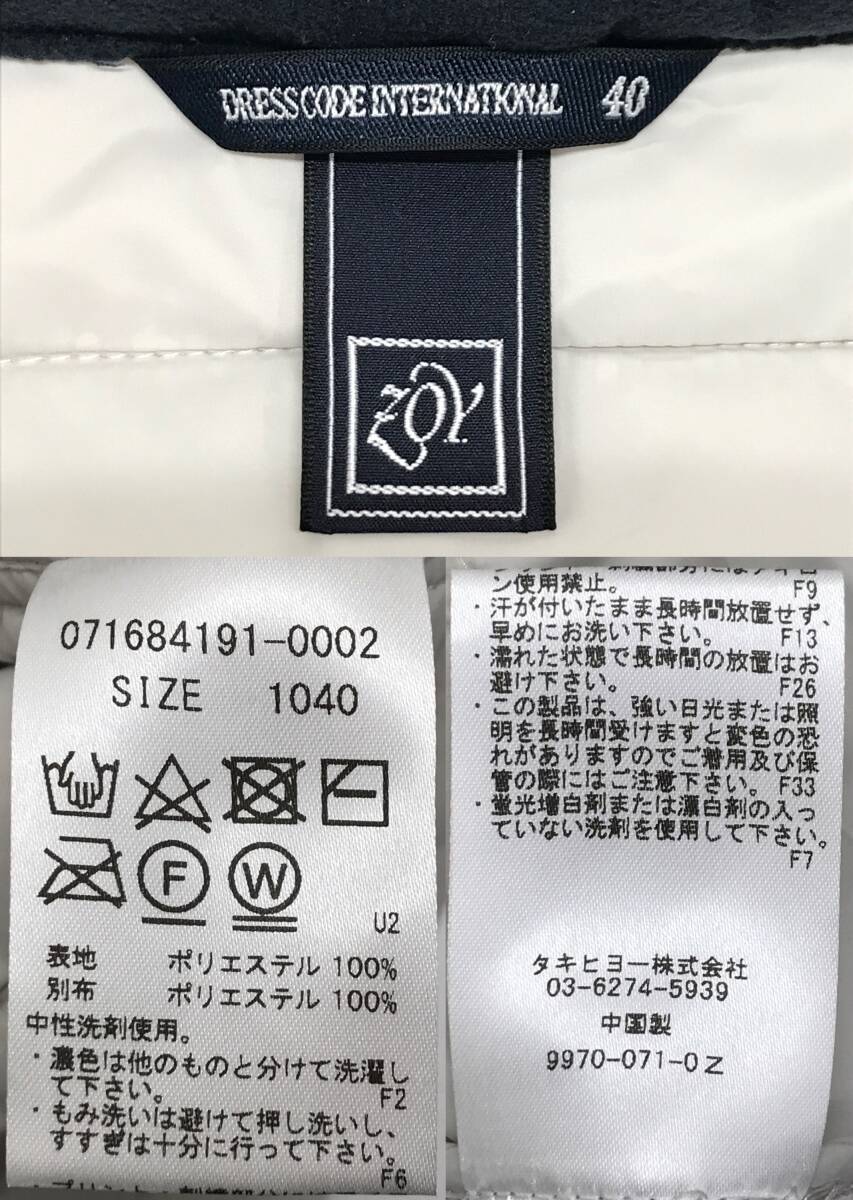 DRESS CODE INTERNATIONAL 40
ZOY
071684191-0002
SIZE 1040
F W
U2
表地 ポリエステル 100%
別布 ポリエステル 100%
中性洗剤使用。
・濃色は他のものと分けて洗濯し
て下さい。 F2
・もみ洗いは避けて押し洗いし、
すすぎは十分に行って下さい。
F6
ン使用禁止。 F9
・汗が付いたまま長時間放置せず、
早めにお洗い下さい。 F13
・濡れた状態で長時間の放置はお
避け下さい。 F26
・この製品は、強い日光または照
明を長時間受けますと変色の恐
れがありますのでご着用及び保
管の際にはご注意下さい。 F33
・蛍光増白剤または漂白剤の入っ
ていない洗剤を使用して下さい。
F7
タキヒヨー株式会社
03-6274-5939
中国製
9970-071-0Z